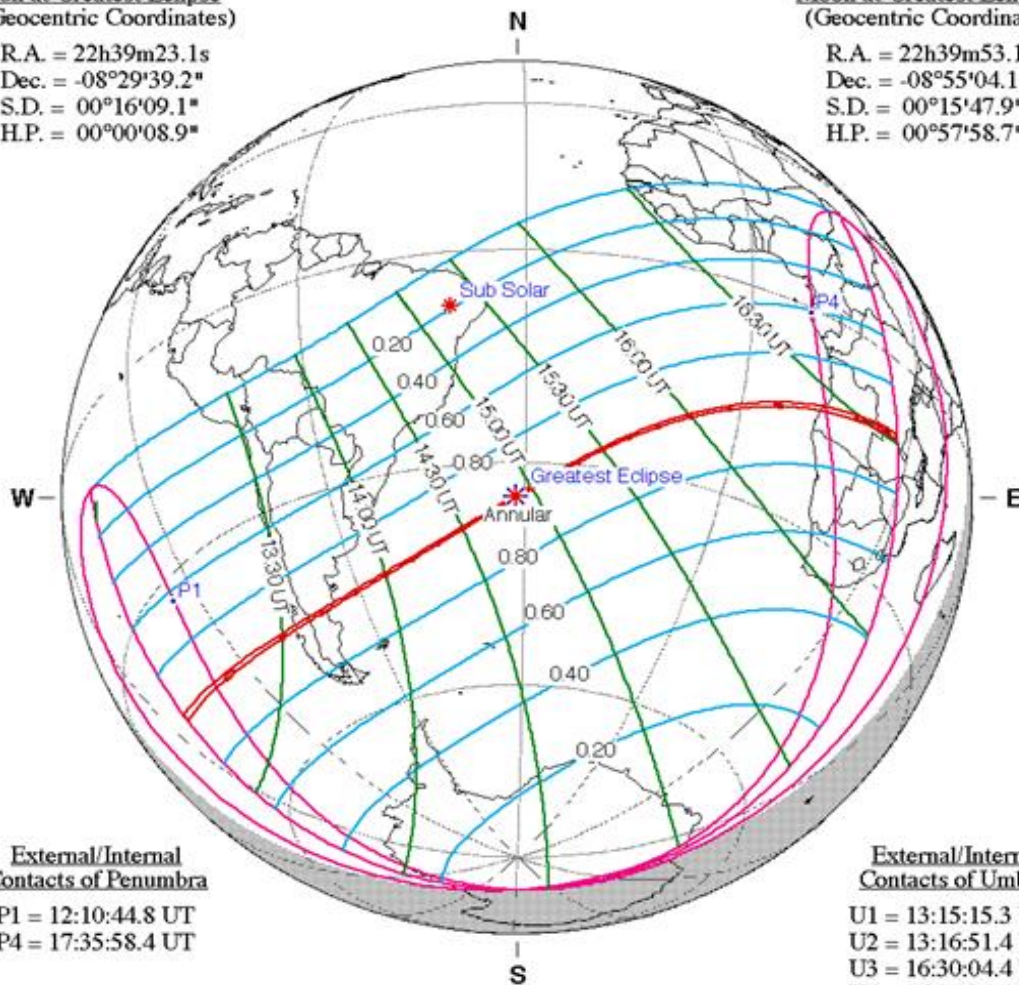 (Geocentric Coordinates)
R.A. = 22h39m23.1s
Dec. = -08°29'39.2"
S.D. = 00°16'09.1"
H.P. = 00°00'08.9"
N
(Geocentric Coordina
R.A. = 22h39m53.1
Dec. = -08°55'04.1
S.D. = 00°15'47.9"
H.P. = 00°57'58.7"
Sub Solar
P4
16:30 UT
16:00 UT
15:30 UT
15:00 UT
14:30 UT
14:00 UT
13:30 UT
0.20
0.40
0.60
0.80
Greatest Eclipse
Annular
W
E
P1
0.80
0.60
0.40
0.20
External/Internal
Contacts of Penumbra
P1 = 12:10:44.8 UT
P4 = 17:35:58.4 UT
S
External/Intern
Contacts of Umb
U1 = 13:15:15.3
U2 = 13:16:51.4
U3 = 16:30:04.4